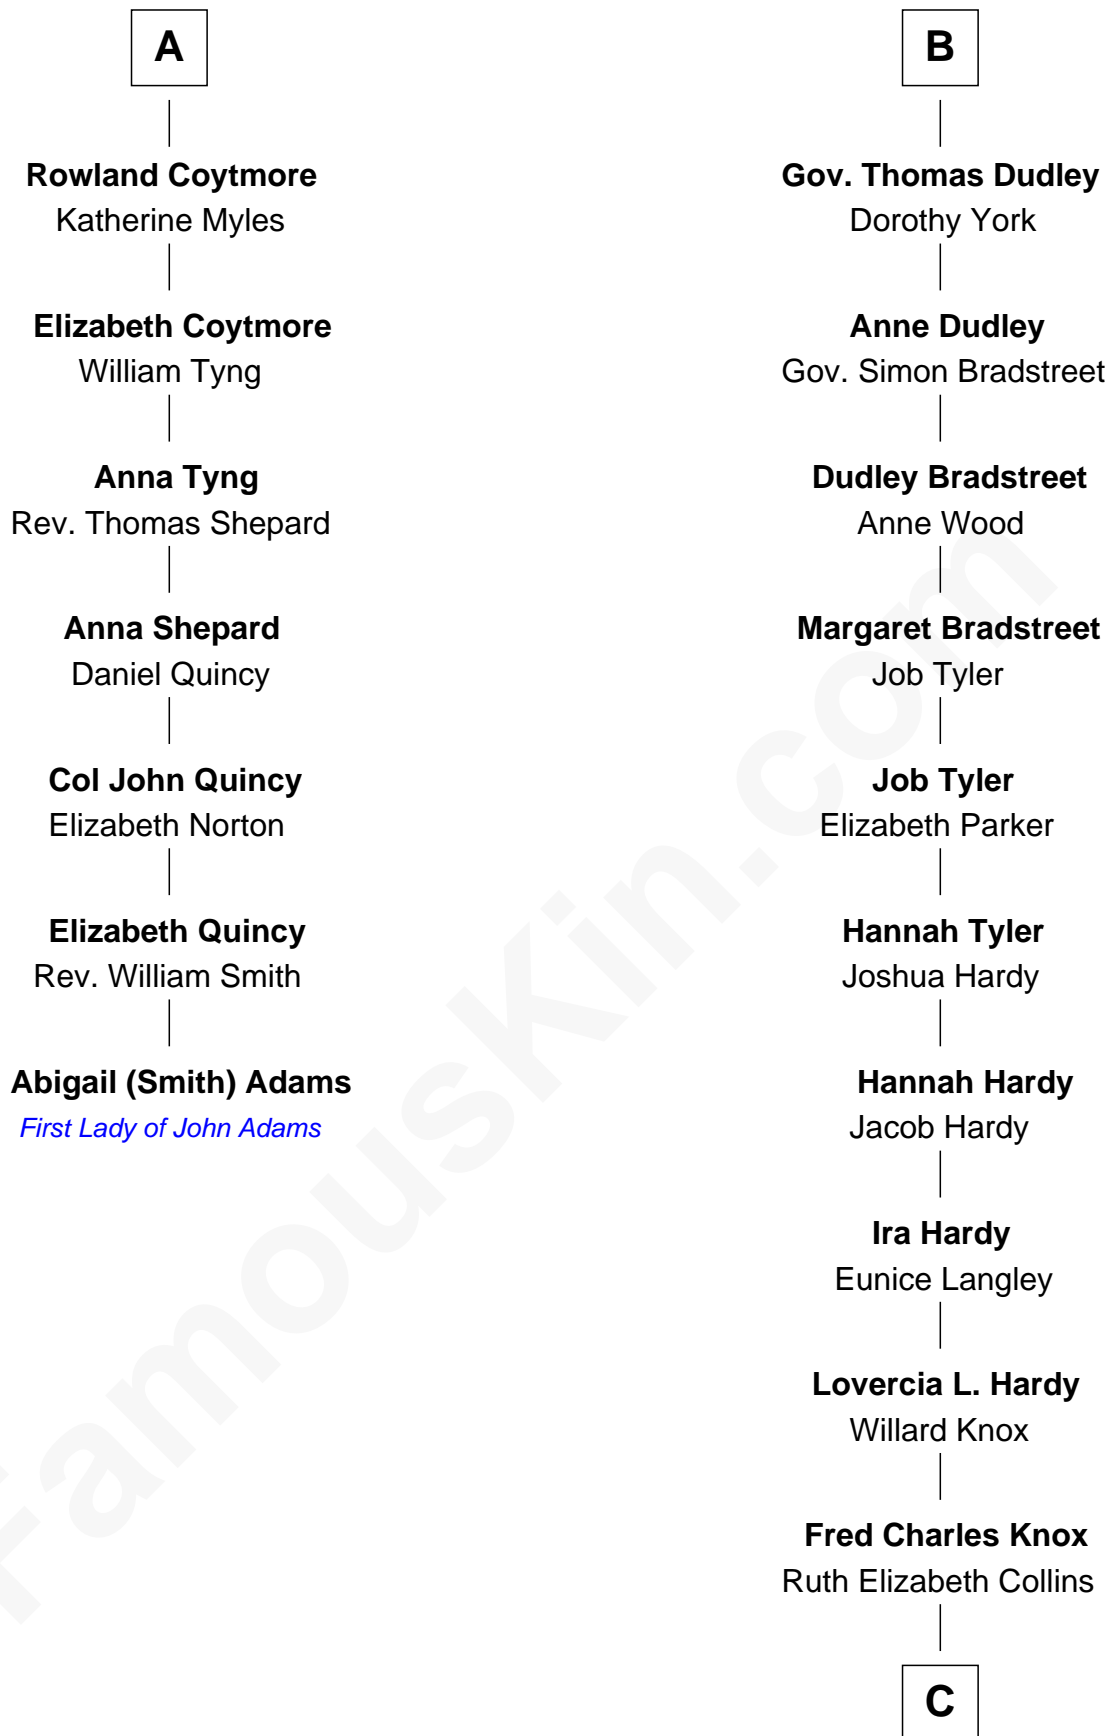 A
Rowland Coytmore
Katherine Myles
Elizabeth Coytmore
William Tyng
Anna Tyng
Rev. Thomas Shepard
Anna Shepard
Daniel Quincy
Col John Quincy
Elizabeth Norton
Elizabeth Quincy
Rev. William Smith
Abigail (Smith) Adams
First Lady of John Adams
B
Gov. Thomas Dudley
Dorothy York
Anne Dudley
Gov. Simon Bradstreet
Dudley Bradstreet
Anne Wood
Margaret Bradstreet
Job Tyler
Job Tyler
Elizabeth Parker
Hannah Tyler
Joshua Hardy
Hannah Hardy
Jacob Hardy
Ira Hardy
Eunice Langley
Lovercia L. Hardy
Willard Knox
Fred Charles Knox
Ruth Elizabeth Collins
C
FamousKin.com